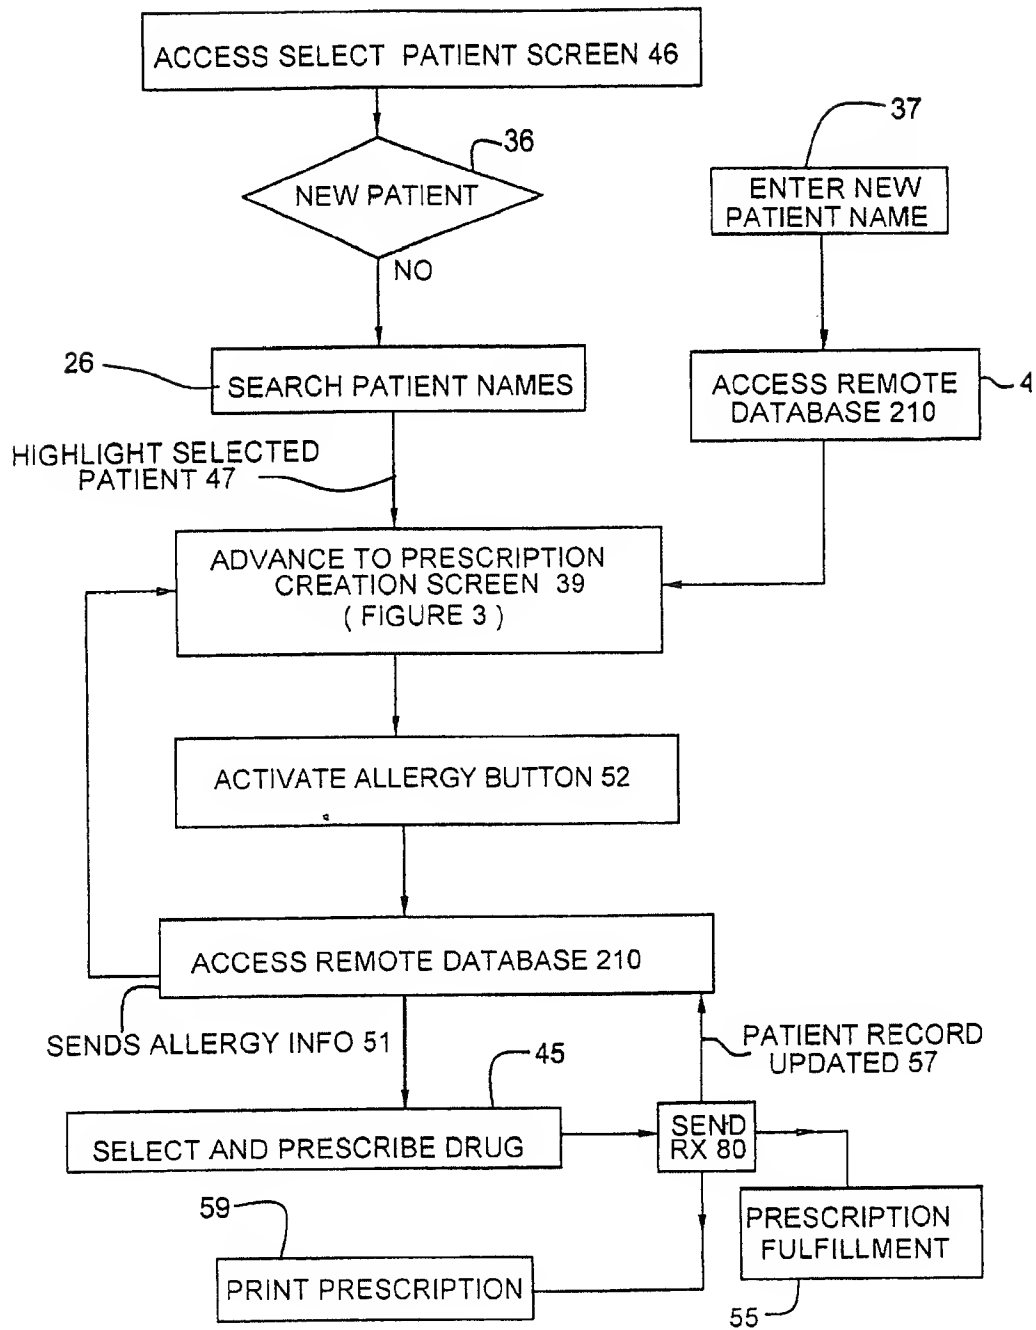 ACCESS SELECT PATIENT SCREEN 46
36
NEW PATIENT
NO
37
ENTER NEW
PATIENT NAME
26
SEARCH PATIENT NAMES
ACCESS REMOTE
DATABASE 210
4
HIGHLIGHT SELECTED
PATIENT 47
ADVANCE TO PRESCRIPTION
CREATION SCREEN 39
( FIGURE 3 )
ACTIVATE ALLERGY BUTTON 52
ACCESS REMOTE DATABASE 210
SENDS ALLERGY INFO 51
PATIENT RECORD
UPDATED 57
45
SELECT AND PRESCRIBE DRUG
SEND
RX 80
59
PRINT PRESCRIPTION
PRESCRIPTION
FULFILLMENT
55